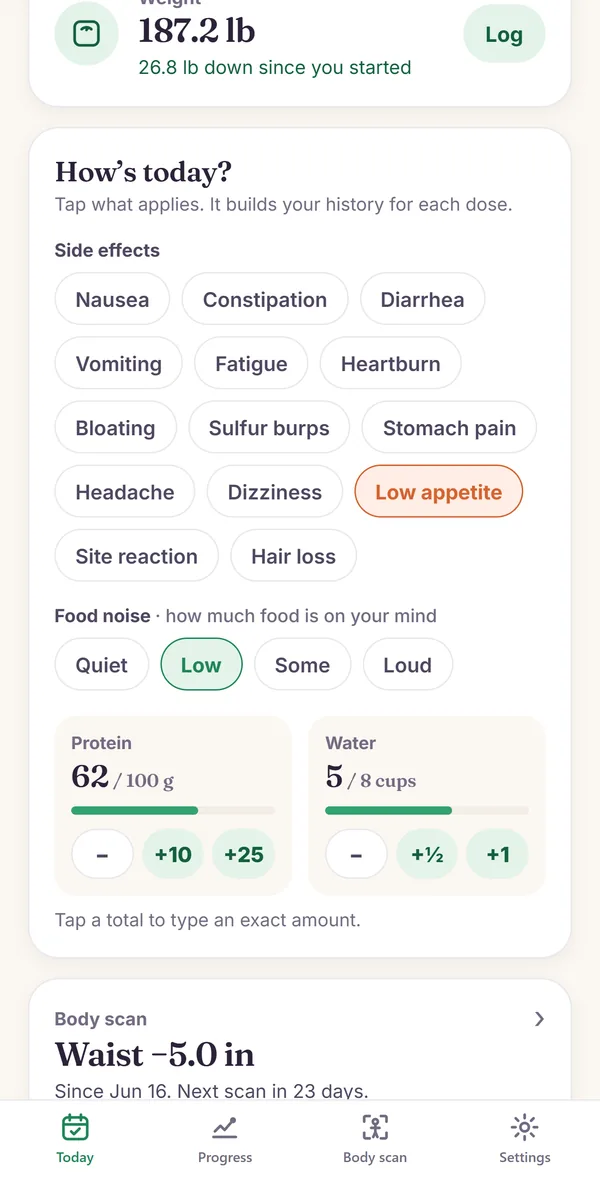 Weight
187.2 lb
26.8 lb down since you started
Log
How’s today?
Tap what applies. It builds your history for each dose.
Side effects
Nausea Constipation Diarrhea
Vomiting Fatigue Heartburn
Bloating Sulfur burps Stomach pain
Headache Dizziness Low appetite
Site reaction Hair loss
Food noise · how much food is on your mind
Quiet Low Some Loud
Protein
62 / 100 g
– +10 +25
Water
5 / 8 cups
– +½ +1
Tap a total to type an exact amount.
Body scan
Waist −5.0 in
Since Jun 16. Next scan in 23 days.
Today Progress Body scan Settings